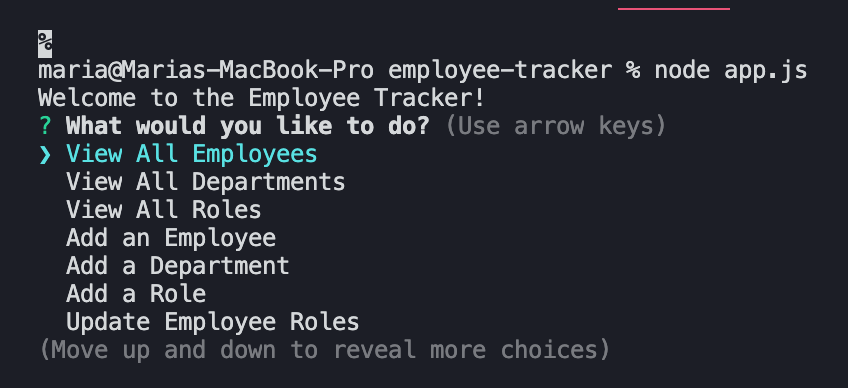 %
maria@Marias-MacBook-Pro employee-tracker % node app.js
Welcome to the Employee Tracker!
? What would you like to do? (Use arrow keys)
❯ View All Employees
View All Departments
View All Roles
Add an Employee
Add a Department
Add a Role
Update Employee Roles
(Move up and down to reveal more choices)